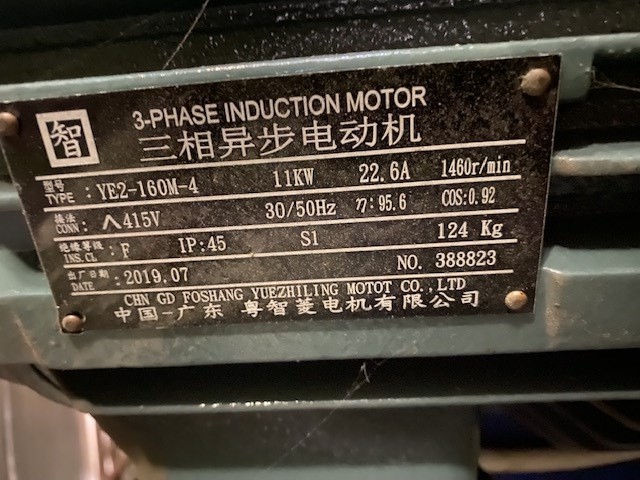 智
3-PHASE INDUCTION MOTOR
三相异步电动机
型号 TYPE: YE2-160M-4 11KW 22.6A 1460r/min
接法 CONN: 415V 30/50Hz η:95.6 COS:0.92
绝缘等级 INS.CL: F IP:45 S1 124 Kg
出厂日期 DATE: 2019.07 NO. 388823
CHN GD FOSHANG YUEZHILING MOTOT CO.,LTD
中国-广东 粤智菱电机有限公司